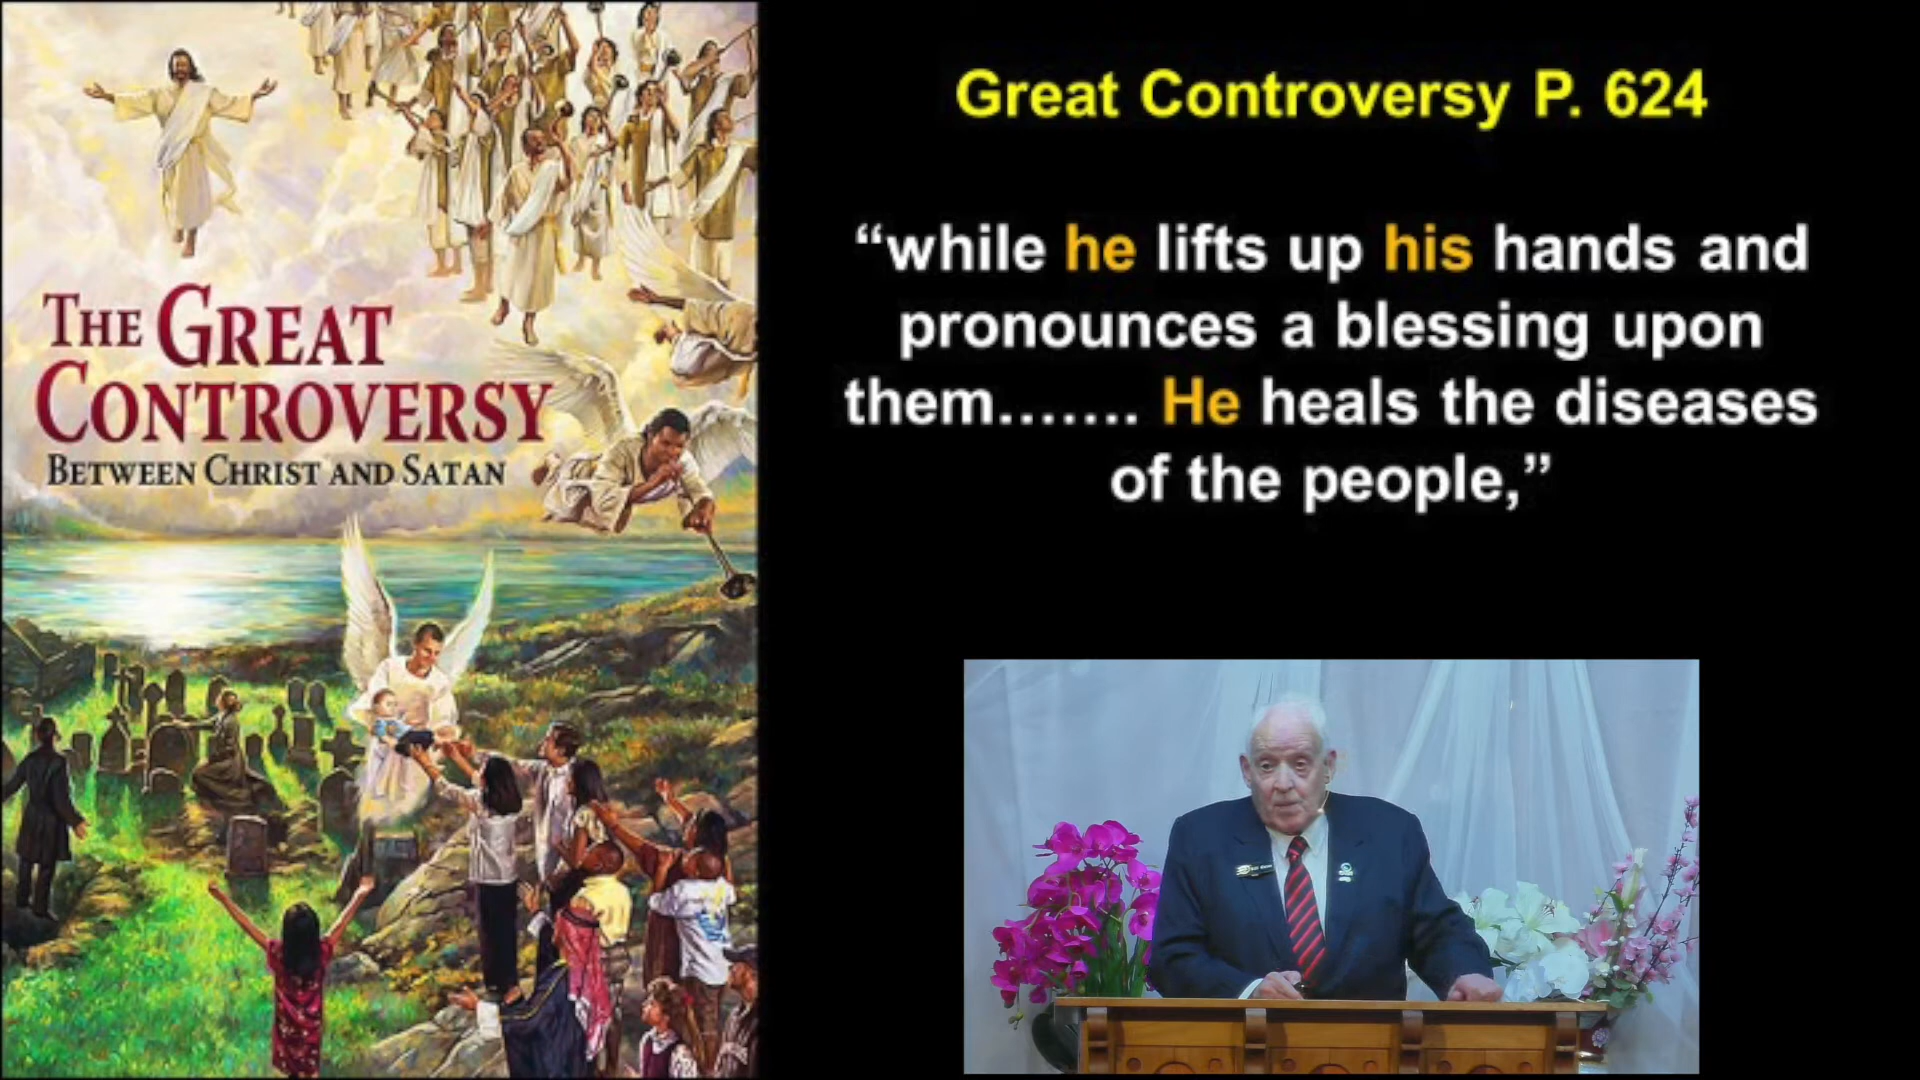 THE GREAT
CONTROVERSY
BETWEEN CHRIST AND SATAN
Great Controversy P. 624
“while he lifts up his hands and
pronounces a blessing upon
them....... He heals the diseases
of the people,”